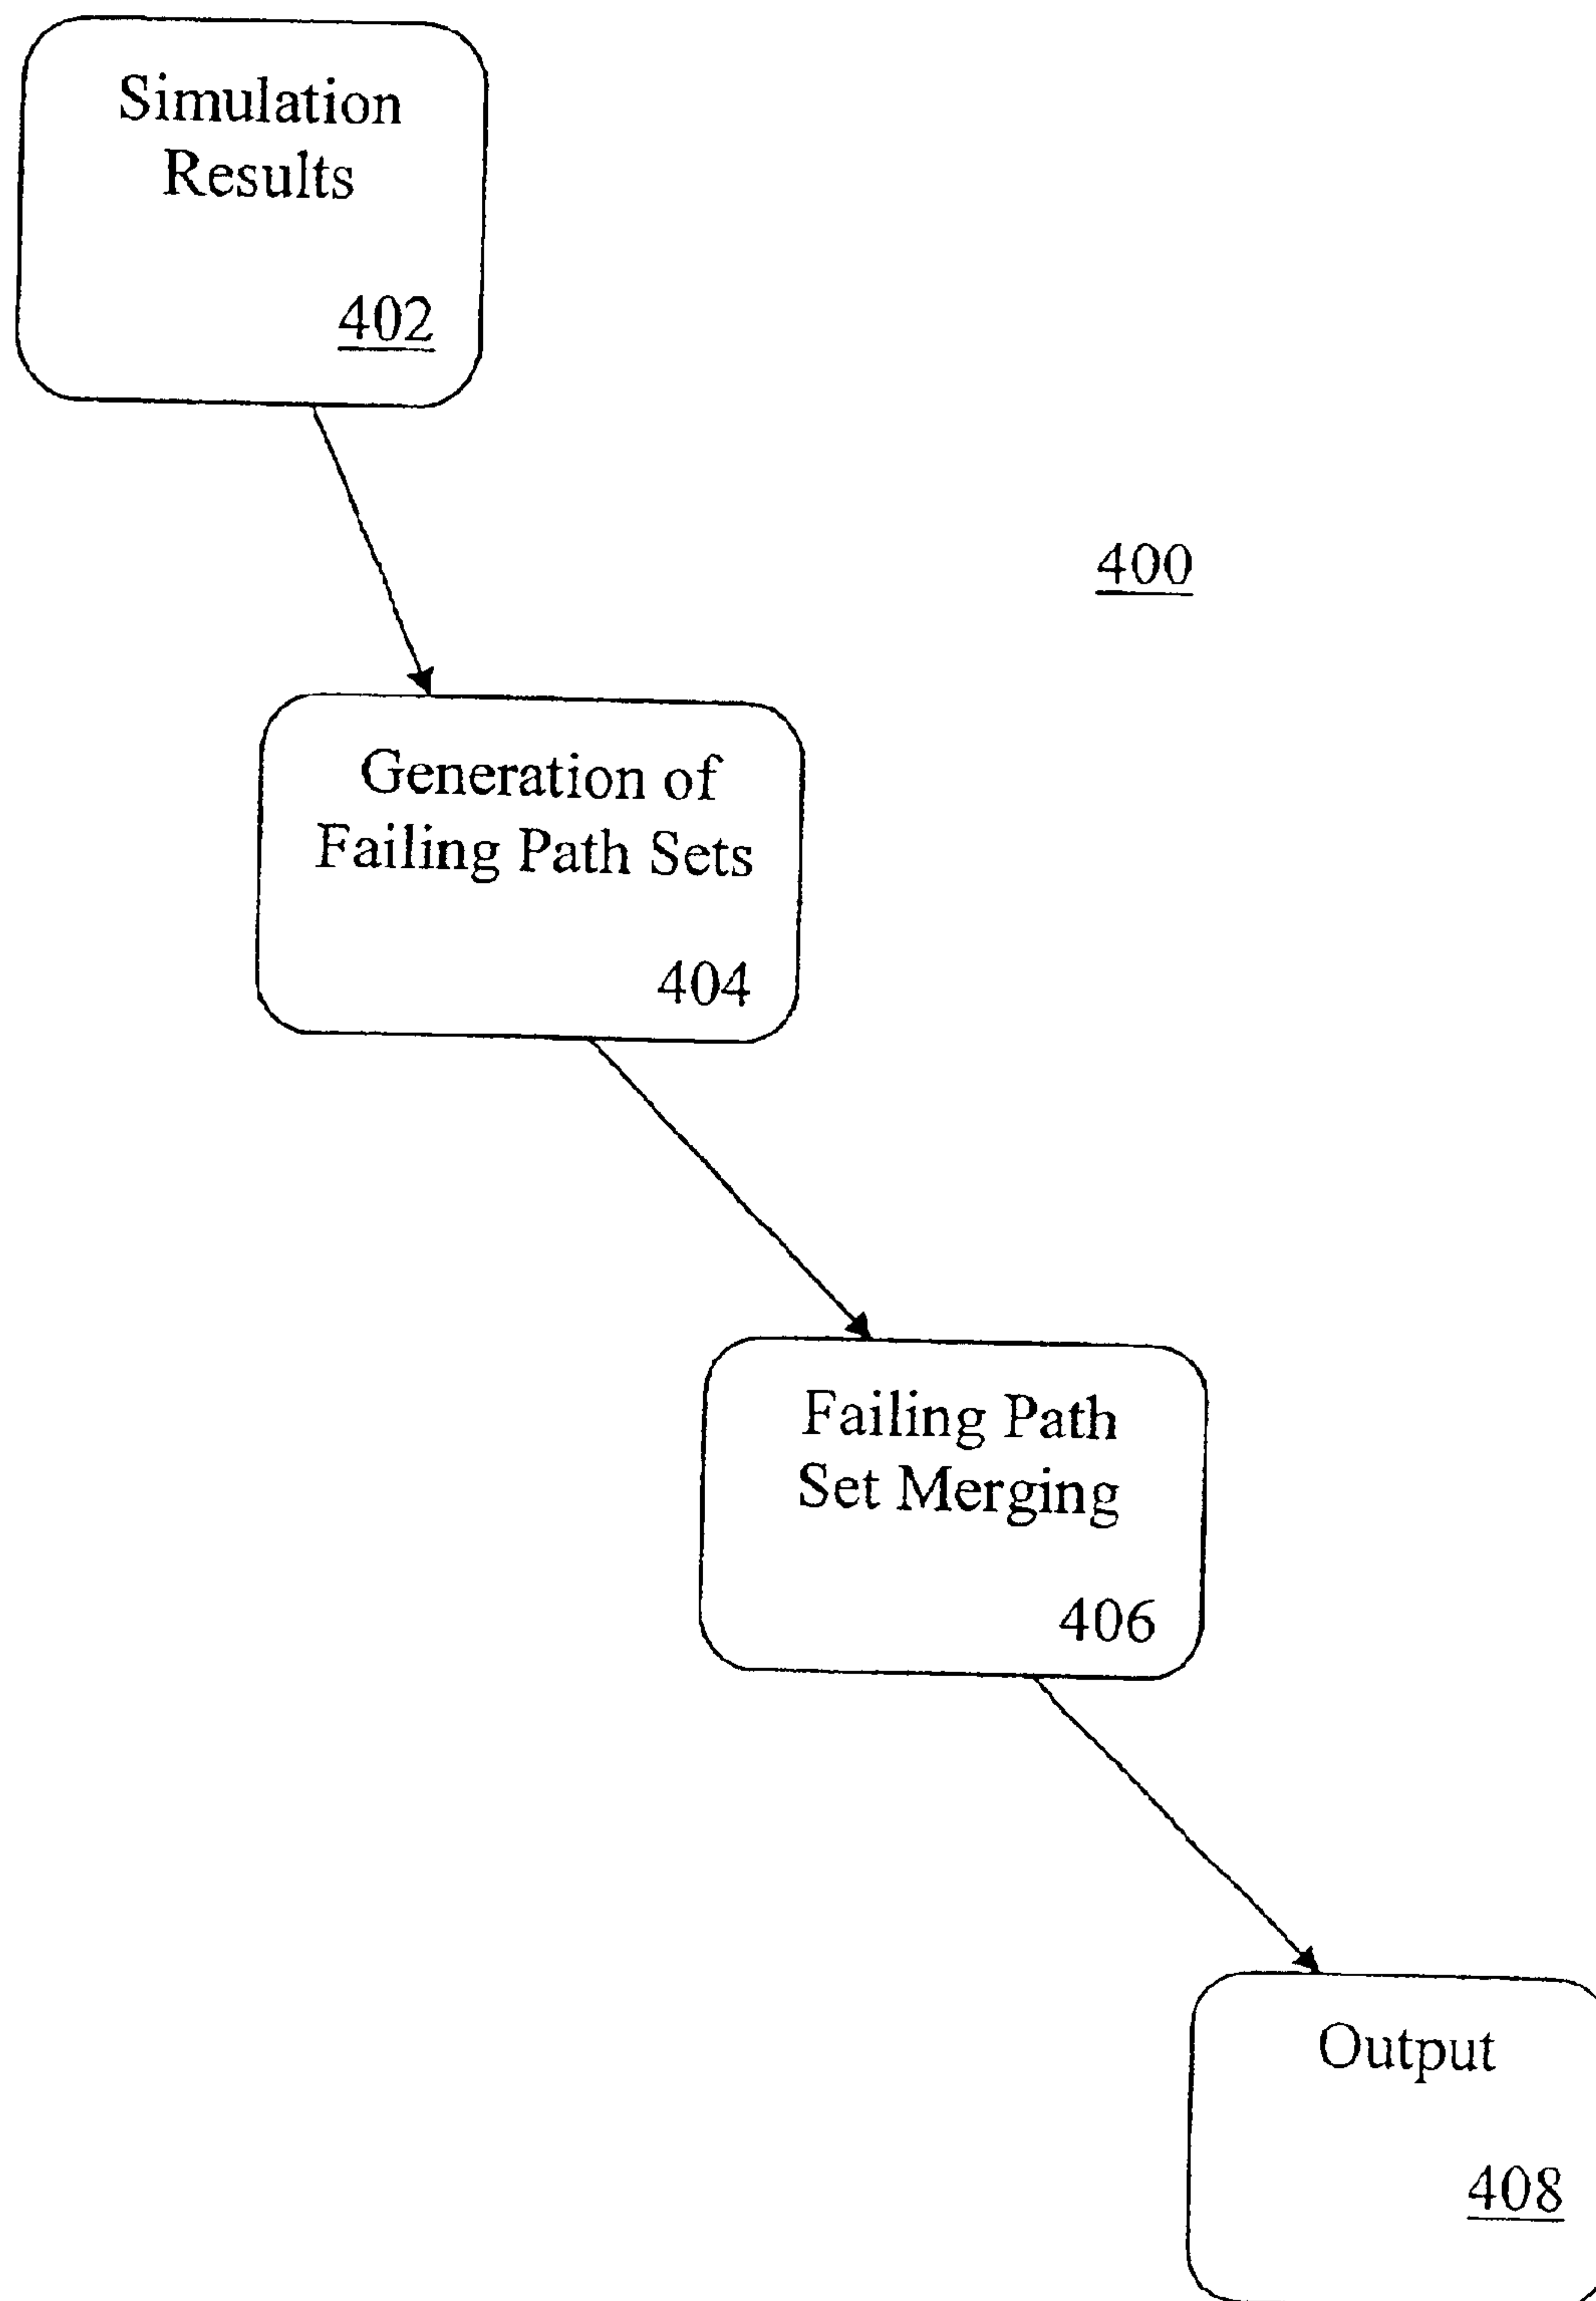 Simulation
Results
402
400
Generation of
Failing Path Sets
404
Failing Path
Set Merging
406
Output
408